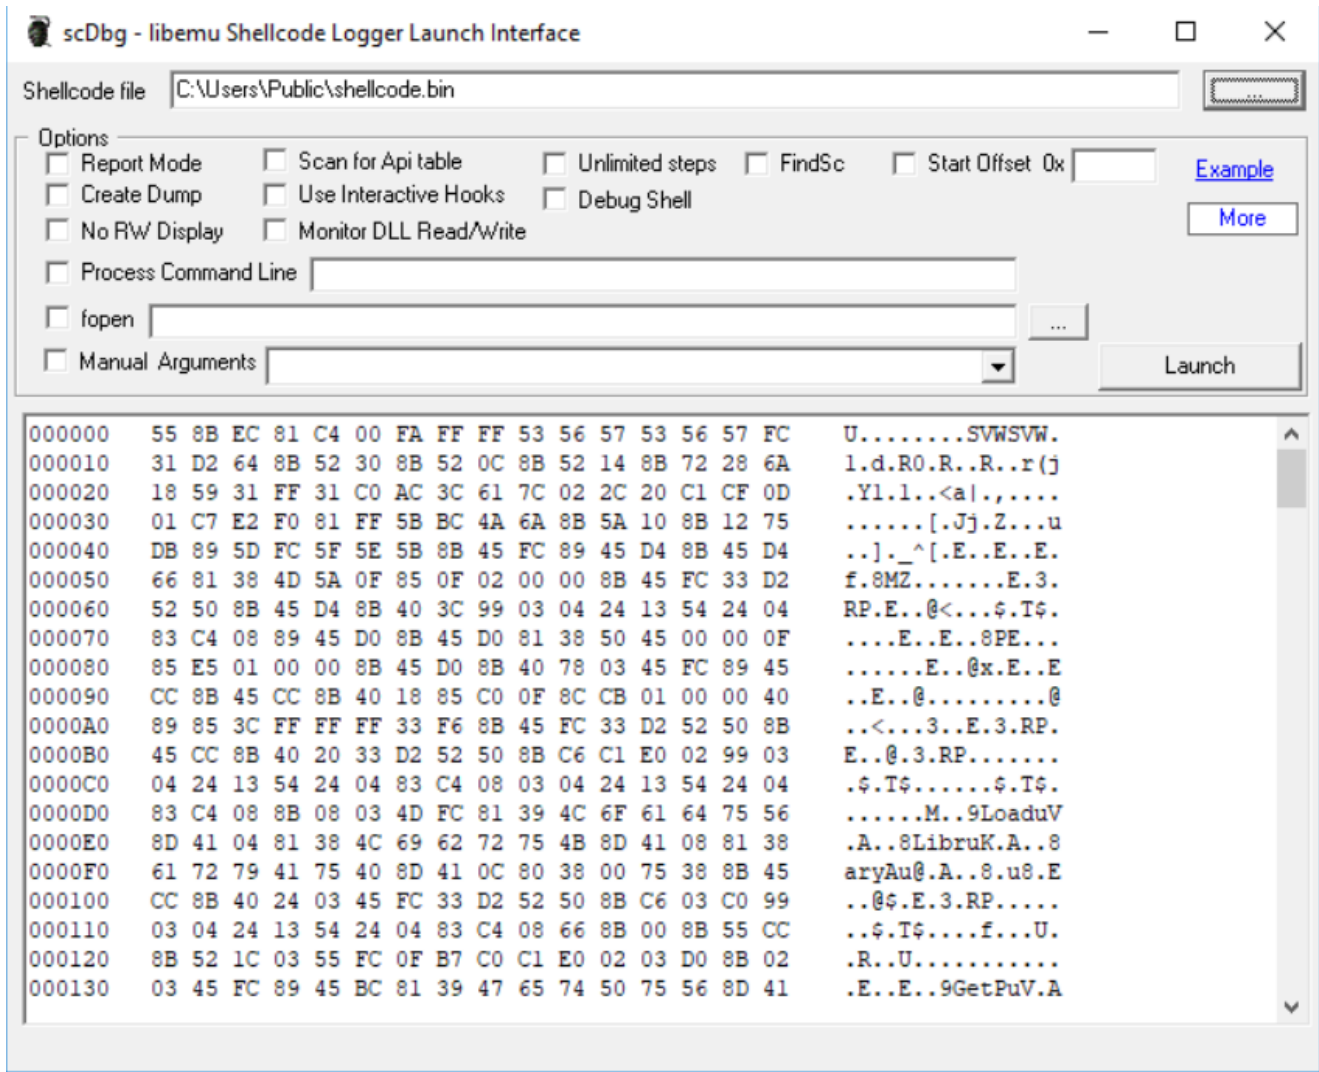 scDbg - libemu Shellcode Logger Launch Interface
Shellcode file C:\Users\Public\shellcode.bin ...
Options
Report Mode Scan for Api table Unlimited steps FindSc Start Offset 0x Example
Create Dump Use Interactive Hooks Debug Shell
No RW Display Monitor DLL Read/Write More
Process Command Line
fopen ...
Manual Arguments Launch
000000 55 8B EC 81 C4 00 FA FF FF 53 56 57 53 56 57 FC U........SVWSVW.
000010 31 D2 64 8B 52 30 8B 52 0C 8B 52 14 8B 72 28 6A 1.d.R0.R..R..r(j
000020 18 59 31 FF 31 C0 AC 3C 61 7C 02 2C 20 C1 CF 0D .Y1.1..<a|.,....
000030 01 C7 E2 F0 81 FF 5B BC 4A 6A 8B 5A 10 8B 12 75 ......[.Jj.Z...u
000040 DB 89 5D FC 5F 5E 5B 8B 45 FC 89 45 D4 8B 45 D4 ..]._^[.E..E..E.
000050 66 81 38 4D 5A 0F 85 0F 02 00 00 8B 45 FC 33 D2 f.8MZ.......E.3.
000060 52 50 8B 45 D4 8B 40 3C 99 03 04 24 13 54 24 04 RP.E..@<...$.T$.
000070 83 C4 08 89 45 D0 8B 45 D0 81 38 50 45 00 00 0F ....E..E..8PE...
000080 85 E5 01 00 00 8B 45 D0 8B 40 78 03 45 FC 89 45 ......E..@x.E..E
000090 CC 8B 45 CC 8B 40 18 85 C0 0F 8C CB 01 00 00 40 ..E..@.........@
0000A0 89 85 3C FF FF FF 33 F6 8B 45 FC 33 D2 52 50 8B ..<...3..E.3.RP.
0000B0 45 CC 8B 40 20 33 D2 52 50 8B C6 C1 E0 02 99 03 E..@.3.RP.......
0000C0 04 24 13 54 24 04 83 C4 08 03 04 24 13 54 24 04 .$.T$......$.T$.
0000D0 83 C4 08 8B 08 03 4D FC 81 39 4C 6F 61 64 75 56 ......M..9LoaduV
0000E0 8D 41 04 81 38 4C 69 62 72 75 4B 8D 41 08 81 38 .A..8LibruK.A..8
0000F0 61 72 79 41 75 40 8D 41 0C 80 38 00 75 38 8B 45 aryAu@.A..8.u8.E
000100 CC 8B 40 24 03 45 FC 33 D2 52 50 8B C6 03 C0 99 ..@$.E.3.RP.....
000110 03 04 24 13 54 24 04 83 C4 08 66 8B 00 8B 55 CC ..$.T$....f...U.
000120 8B 52 1C 03 55 FC 0F B7 C0 C1 E0 02 03 D0 8B 02 .R..U...........
000130 03 45 FC 89 45 BC 81 39 47 65 74 50 75 56 8D 41 .E..E..9GetPuV.A